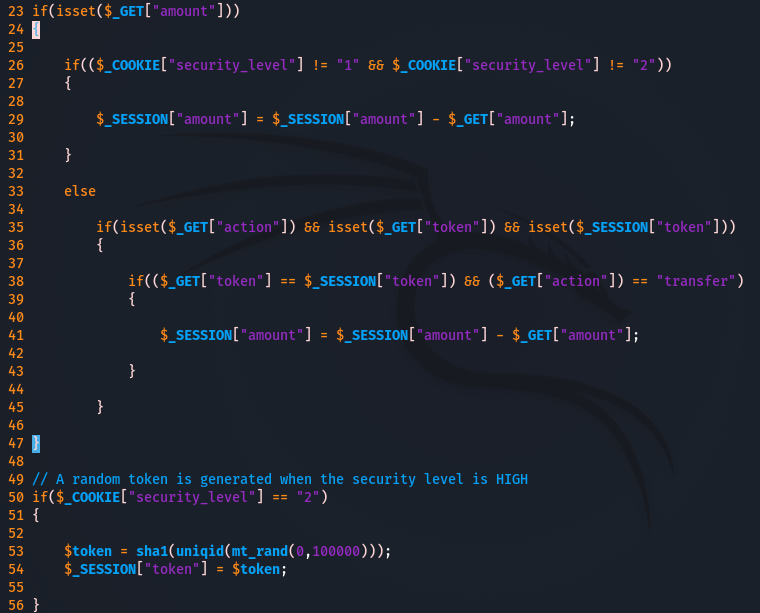 23 if(isset($_GET["amount"]))
24 {
25
26     if(($_COOKIE["security_level"] != "1" && $_COOKIE["security_level"] != "2"))
27     {
28
29         $_SESSION["amount"] = $_SESSION["amount"] - $_GET["amount"];
30
31     }
32
33     else
34
35         if(isset($_GET["action"]) && isset($_GET["token"]) && isset($_SESSION["token"]))
36         {
37
38             if(($_GET["token"] == $_SESSION["token"]) && ($_GET["action"]) == "transfer")
39             {
40
41                 $_SESSION["amount"] = $_SESSION["amount"] - $_GET["amount"];
42
43             }
44
45         }
46
47 }
48
49 // A random token is generated when the security level is HIGH
50 if($_COOKIE["security_level"] == "2")
51 {
52
53     $token = sha1(uniqid(mt_rand(0,100000)));
54     $_SESSION["token"] = $token;
55
56 }